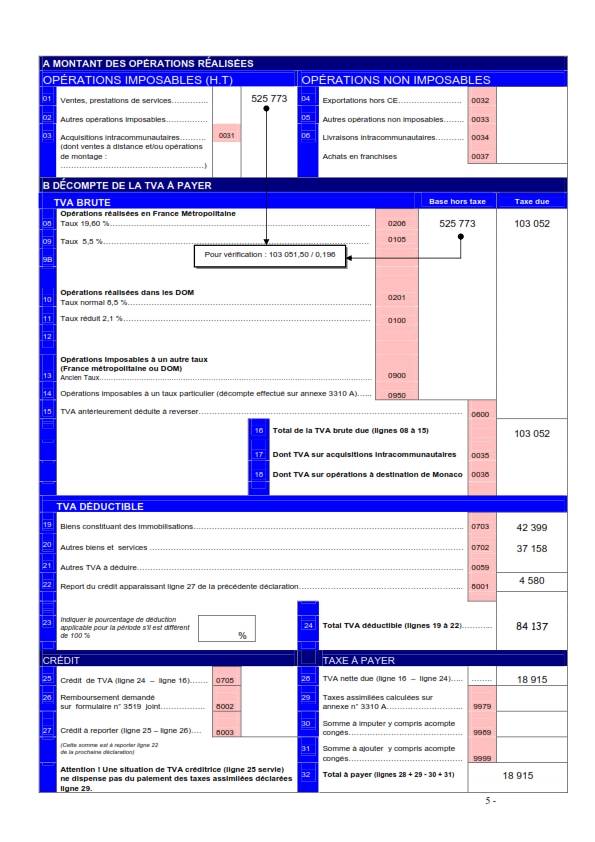 A MONTANT DES OPÉRATIONS RÉALISÉES
OPÉRATIONS IMPOSABLES (H.T) OPÉRATIONS NON IMPOSABLES
01 Ventes, prestations de services………….. 525 773 04 Exportations hors CE………………… 0032
02 Autres opérations imposables…………… 05 Autres opérations non imposables…….. 0033
03 Acquisitions intracommunautaires……… 0031 06 Livraisons intracommunautaires……….. 0034
(dont ventes à distance et/ou opérations
de montage : Achats en franchises 0037
……………………………………………….)
B DÉCOMPTE DE LA TVA À PAYER
TVA BRUTE Base hors taxe Taxe due
Opérations réalisées en France Métropolitaine
08 Taux 19,60 %……………………………… 0206 525 773 103 052
09 Taux 5,5 %……………………………… 0105
9B Pour vérification : 103 051,50 / 0,196
Opérations réalisées dans les DOM
10 Taux normal 8,5 %……………………………… 0201
11 Taux réduit 2,1 %……………………………… 0100
12
Opérations Imposables à un autre taux
(France métropolitaine ou DOM)
13 Ancien Taux……………………………… 0900
14 Opérations imposables à un taux particulier (décompte effectué sur annexe 3310 A)…... 0950
15 TVA antérieurement déduite à reverser……………………………… 0600
16 Total de la TVA brute due (lignes 08 à 15) 103 052
17 Dont TVA sur acquisitions intracommunautaires 0035
18 Dont TVA sur opérations à destination de Monaco 0038
TVA DÉDUCTIBLE
19 Biens constituant des immobilisations……………………………… 0703 42 399
20 Autres biens et services ……………………………… 0702 37 158
21 Autres TVA à déduire……………………………… 0059
22 Report du crédit apparaissant ligne 27 de la précédente déclaration……………………………… 8001 4 580
23 Indiquer le pourcentage de déduction
applicable pour la période s'il est différent
de 100 % %
24 Total TVA déductible (lignes 19 à 22)………… 84 137
CRÉDIT TAXE À PAYER
25 Crédit de TVA (ligne 24 – ligne 16)……. 0705 28 TVA nette due (ligne 16 – ligne 24)….. ........ 18 915
26 Remboursement demandé
sur formulaire n° 3519 joint………… 8002
29 Taxes assimilées calculées sur
annexe n° 3310 A………………… 9979
27 Crédit à reporter (ligne 25 – ligne 26)…. 8003
30 Somme à imputer y compris acompte
congés……………………………… 9989
(Cette somme est à reporter ligne 22
de la prochaine déclaration)
31 Somme à ajouter y compris acompte
congés……………………………… 9999
Attention ! Une situation de TVA créditrice (ligne 25 servie)
ne dispense pas du paiement des taxes assimilées déclarées
ligne 29.
32 Total à payer (lignes 28 + 29 - 30 + 31) 18 915
5 -